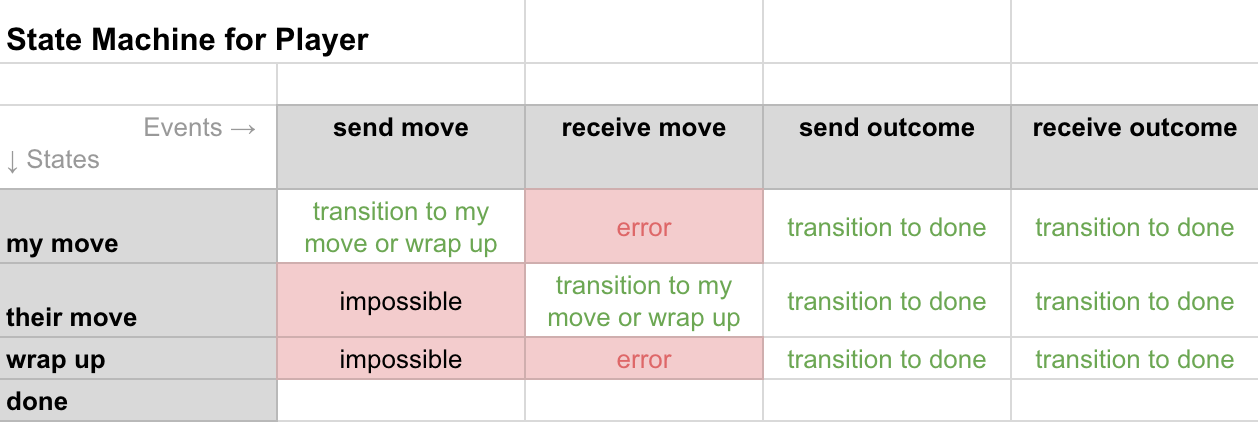 State Machine for Player
Events →
↓ States
send move
receive move
send outcome
receive outcome
my move
transition to my
move or wrap up
error
transition to done
transition to done
their move
impossible
transition to my
move or wrap up
transition to done
transition to done
wrap up
impossible
error
transition to done
transition to done
done